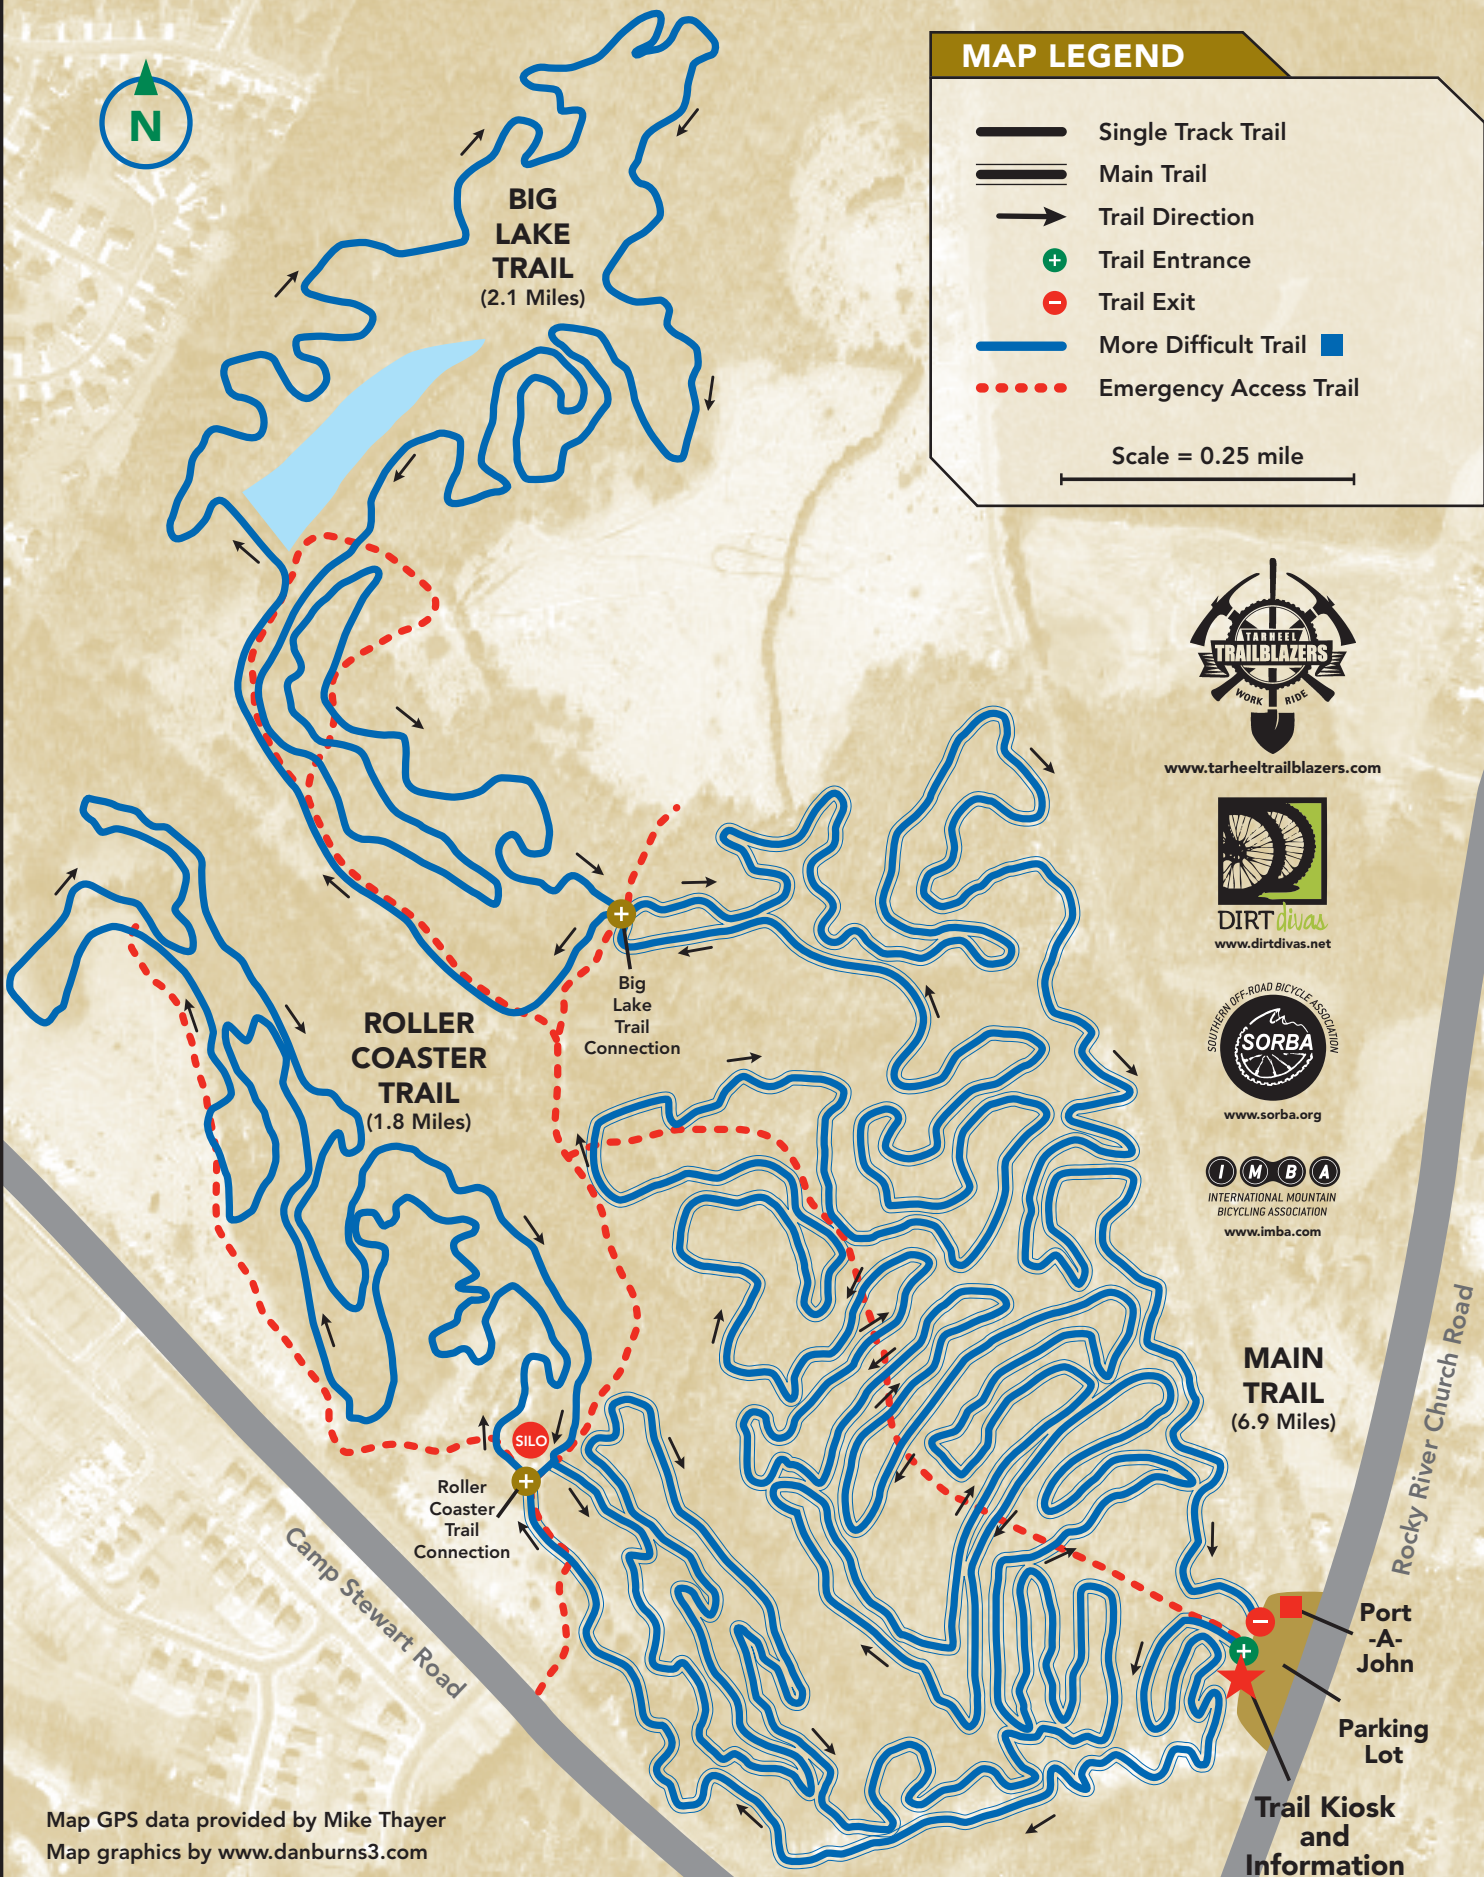 N
BIG
LAKE
TRAIL
(2.1 Miles)
MAP LEGEND
Single Track Trail
Main Trail
Trail Direction
Trail Entrance
Trail Exit
More Difficult Trail
Emergency Access Trail
Scale = 0.25 mile
TARHEEL
TRAILBLAZERS
WORK RIDE
www.tarheeltrailblazers.com
DIRT divas
www.dirtdivas.net
SOUTHERN OFF-ROAD BICYCLE ASSOCIATION
SORBA
www.sorba.org
I M B A
INTERNATIONAL MOUNTAIN
BICYCLING ASSOCIATION
www.imba.com
Big
Lake
Trail
Connection
ROLLER
COASTER
TRAIL
(1.8 Miles)
MAIN
TRAIL
(6.9 Miles)
Rocky River Church Road
SILO
Roller
Coaster
Trail
Connection
Camp Stewart Road
Port
-A-
John
Parking
Lot
Trail Kiosk
and
Information
Map GPS data provided by Mike Thayer
Map graphics by www.danburns3.com